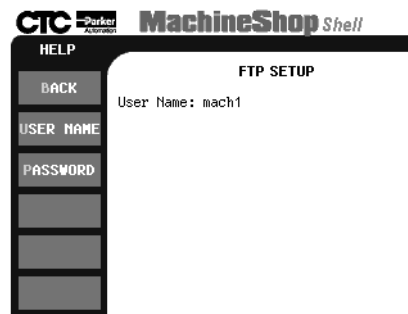 CTC Parker Automation MachineShop Shell
HELP
FTP SETUP
BACK
User Name: mach1
USER NAME
PASSWORD